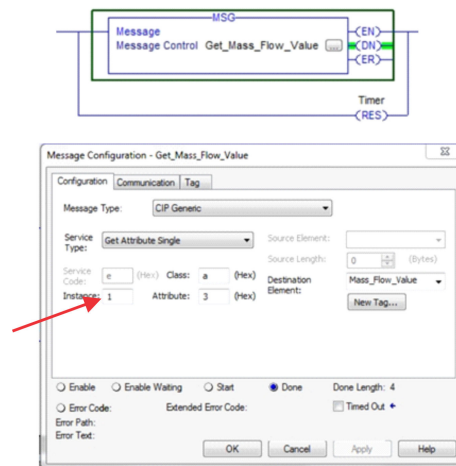 MSG
Message
Message Control Get_Mass_Flow_Value ...
(EN)
(DN)
(ER)
Timer
(RES)
Message Configuration - Get_Mass_Flow_Value
Configuration Communication Tag
Message Type: CIP Generic
Service Type: Get Attribute Single
Source Element:
Source Length: 0 (Bytes)
Service Code: e (Hex) Class: a (Hex)
Destination Element: Mass_Flow_Value
Instance: 1 Attribute: 3 (Hex)
New Tag...
Enable Enable Waiting Start Done Done Length: 4
Error Code: Extended Error Code: Timed Out
Error Path:
Error Text:
OK Cancel Apply Help